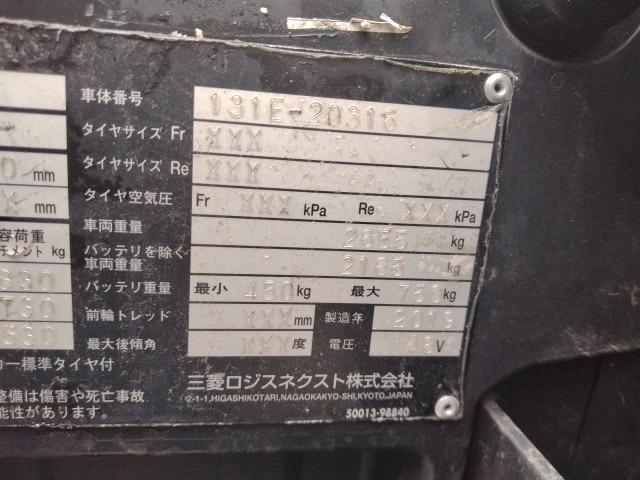 車体番号 131E-20316
タイヤサイズ Fr XXX
タイヤサイズ Re XXX
タイヤ空気圧 Fr XXX kPa Re XXX kPa
車両重量 kg
バッテリを除く
車両重量 2185 kg
バッテリ重量 最小 450 kg 最大 kg
前輪トレッド XXX mm 製造年
最大後傾角 XXX 度 電圧 48 V
mm
mm
容荷重
チメント kg
カー標準タイヤ付
整備は傷害や死亡事故
能性があります。
三菱ロジスネクスト株式会社
2-1-1,HIGASHIKOTARI,NAGAOKAKYO-SHI,KYOTO,JAPAN
50013-98840